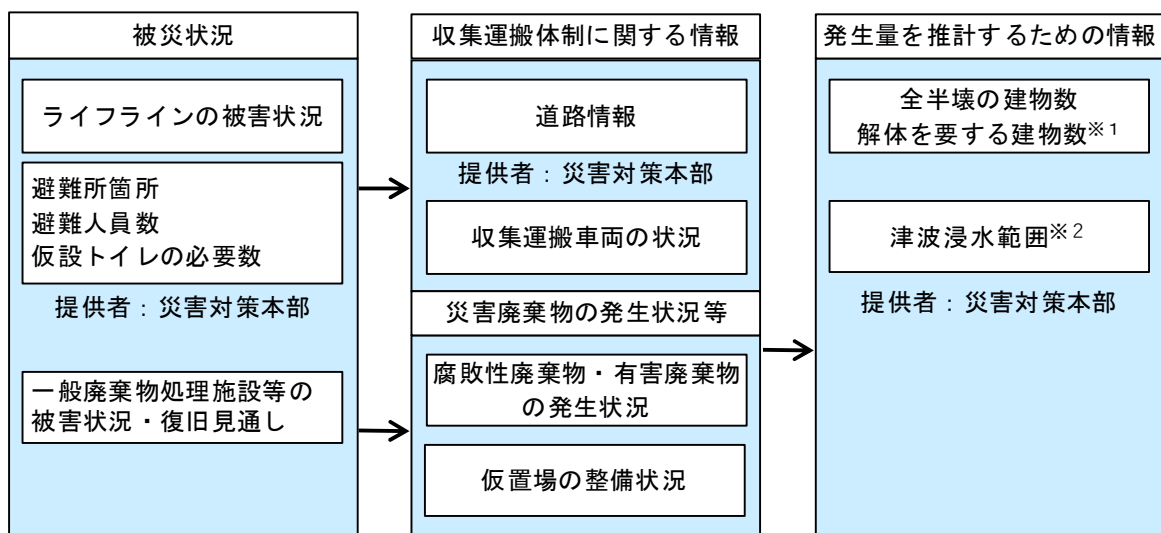 被災状況
ライフラインの被害状況
避難所箇所
避難人員数
仮設トイレの必要数
提供者:災害対策本部
一般廃棄物処理施設等の
被害状況・復旧見通し
収集運搬体制に関する情報
道路情報
提供者:災害対策本部
収集運搬車両の状況
災害廃棄物の発生状況等
腐敗性廃棄物・有害廃棄物
の発生状況
仮置場の整備状況
発生量を推計するための情報
全半壊の建物数
解体を要する建物数※1
津波浸水範囲※2
提供者:災害対策本部